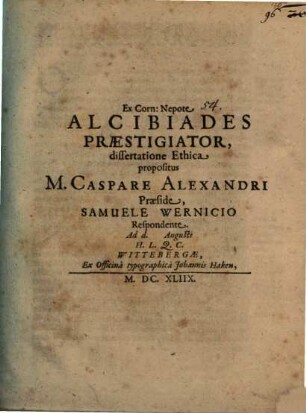 96
Ex Corn: Nepote 54.
ALCIBIADES
PRÆSTIGIATOR,
dissertatione Ethica
propositus
M. CASPARE ALEXANDRI
Præside,
SAMUELE WERNICIO
Respondente.
Ad d. Augusti
H. L. Q. C.
WITTEBERGÆ,
Ex Officinâ typographicâ Johannis Haken,
M. DC. XLIIX.